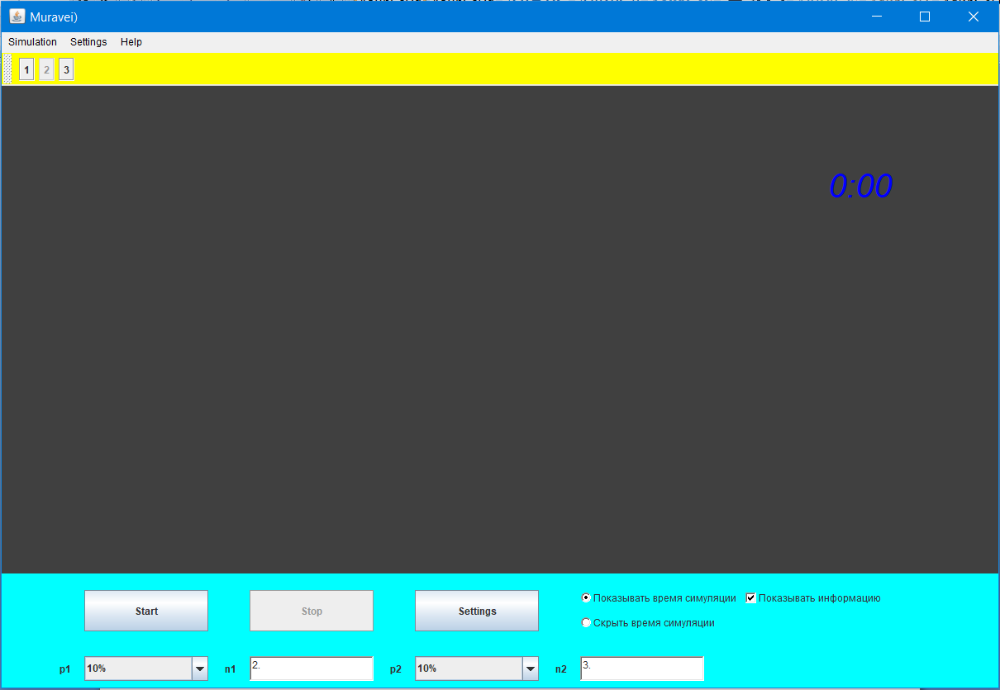 Muravei)
Simulation Settings Help
1 2 3
0:00
Start Stop Settings
Показывать время симуляции Показывать информацию
Скрыть время симуляции
p1 10% n1 2. p2 10% n2 3.